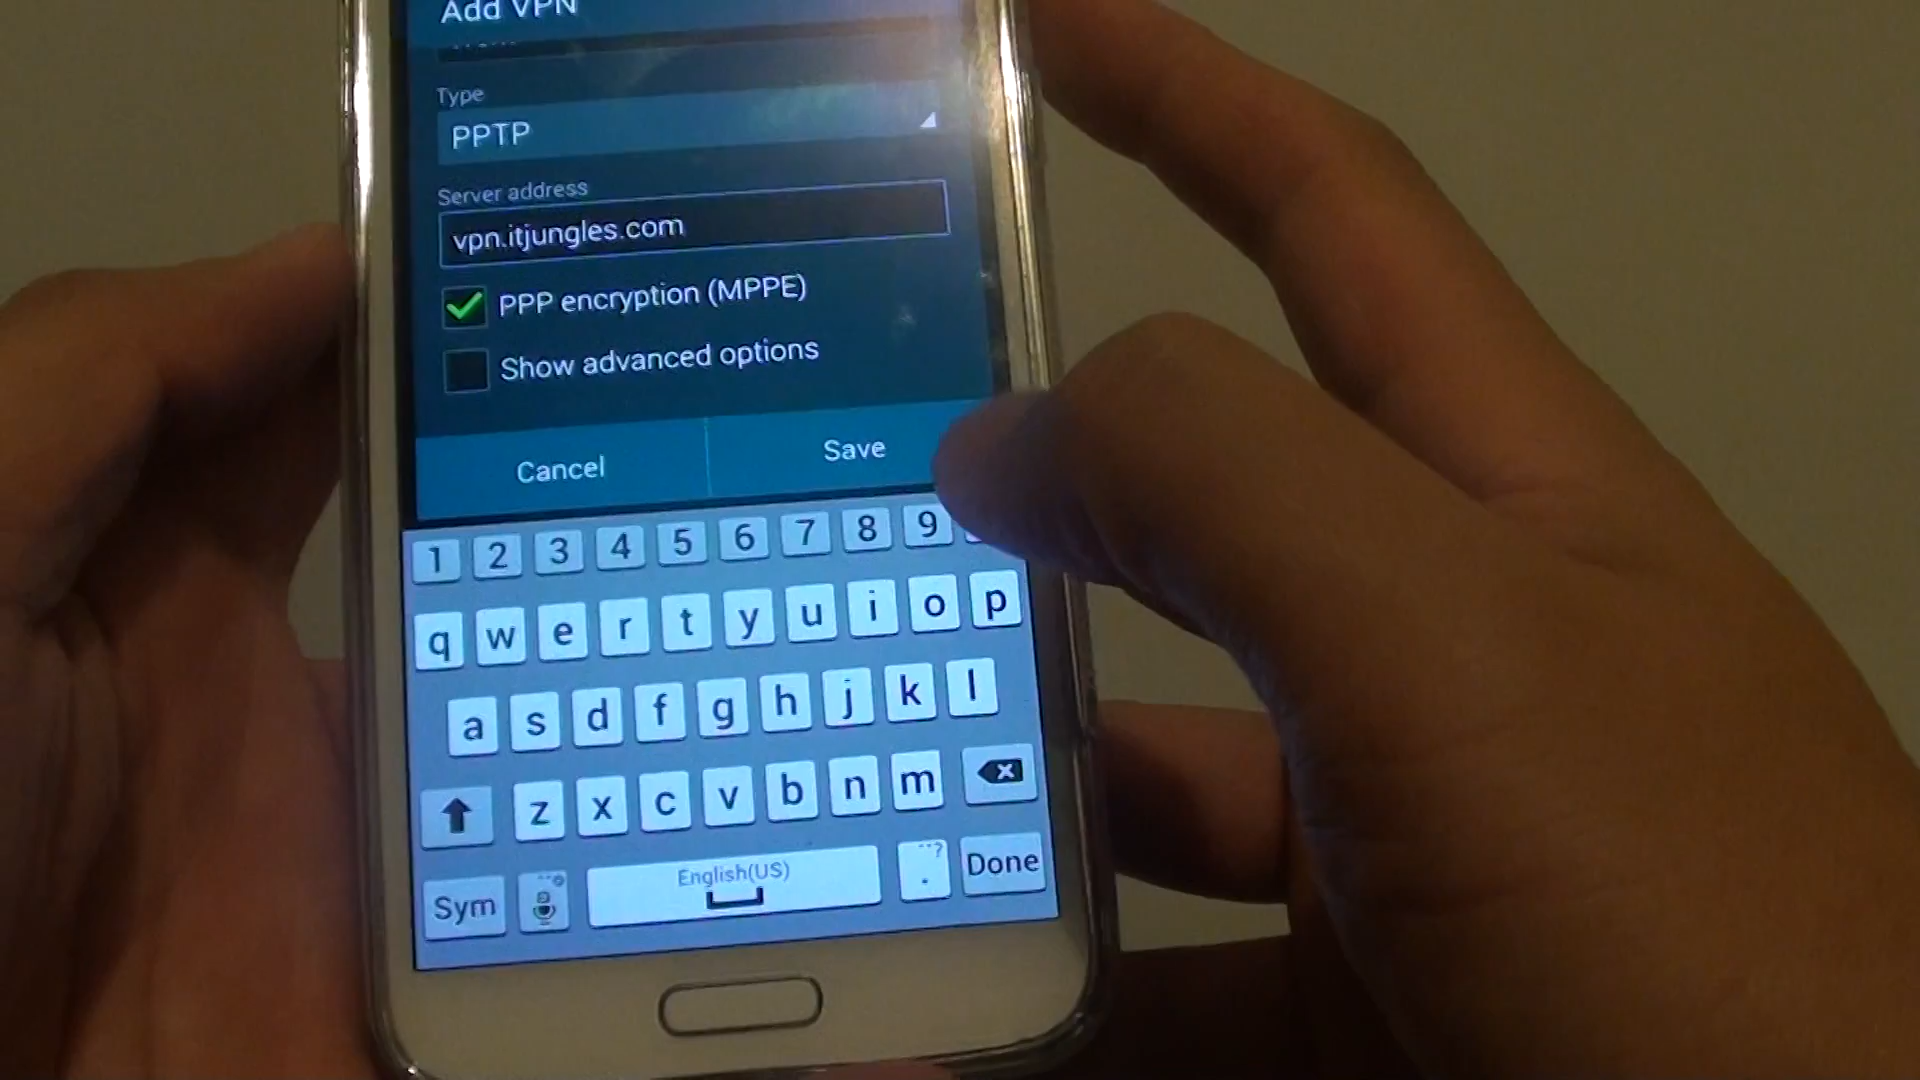 Add VPN
Type
PPTP
Server address
vpn.itjungles.com
PPP encryption (MPPE)
Show advanced options
Cancel Save
1 2 3 4 5 6 7 8 9
q w e r t y u i o p
a s d f g h j k l
z x c v b n m
English(US)
Sym . Done